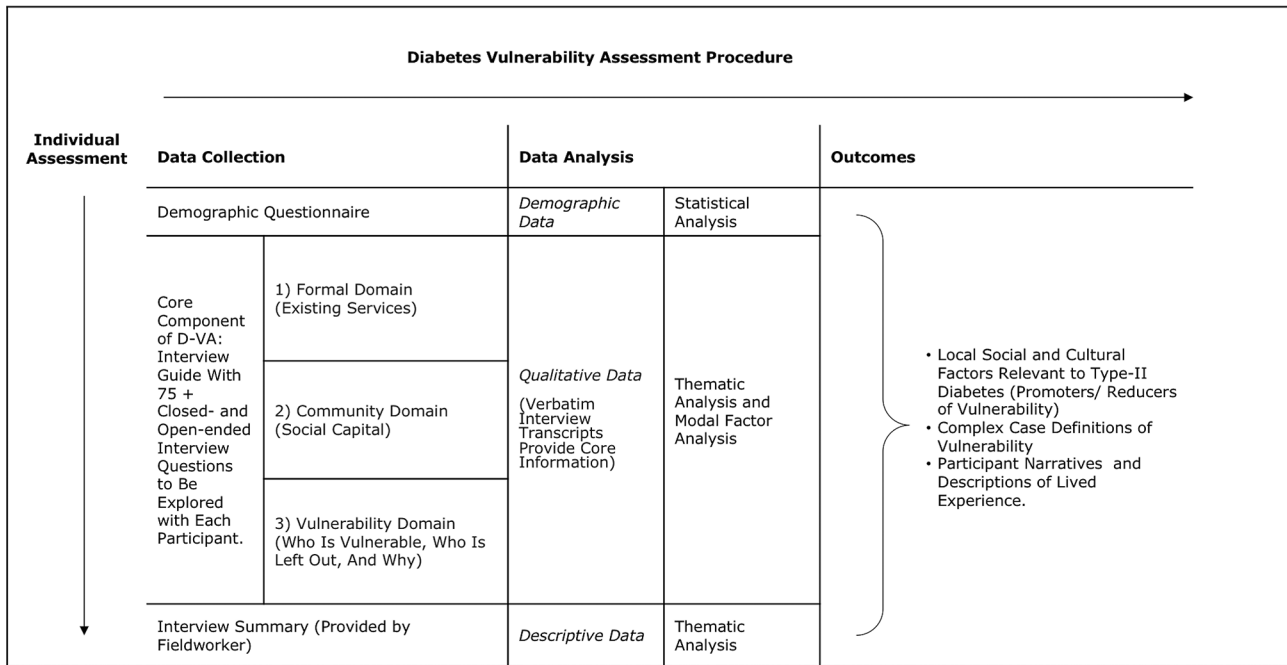 Diabetes Vulnerability Assessment Procedure
Individual
Assessment
Data Collection
Data Analysis
Outcomes
Demographic Questionnaire
Demographic
Data
Statistical
Analysis
Core
Component
of D-VA:
Interview
Guide With
75 +
Closed- and
Open-ended
Interview
Questions
to Be
Explored
with Each
Participant.
1) Formal Domain
(Existing Services)
2) Community Domain
(Social Capital)
3) Vulnerability Domain
(Who Is Vulnerable, Who Is
Left Out, And Why)
Qualitative Data
(Verbatim
Interview
Transcripts
Provide Core
Information)
Thematic
Analysis and
Modal Factor
Analysis
• Local Social and Cultural
Factors Relevant to Type-II
Diabetes (Promoters/ Reducers
of Vulnerability)
• Complex Case Definitions of
Vulnerability
• Participant Narratives and
Descriptions of Lived
Experience.
Interview Summary (Provided by
Fieldworker)
Descriptive Data
Thematic
Analysis